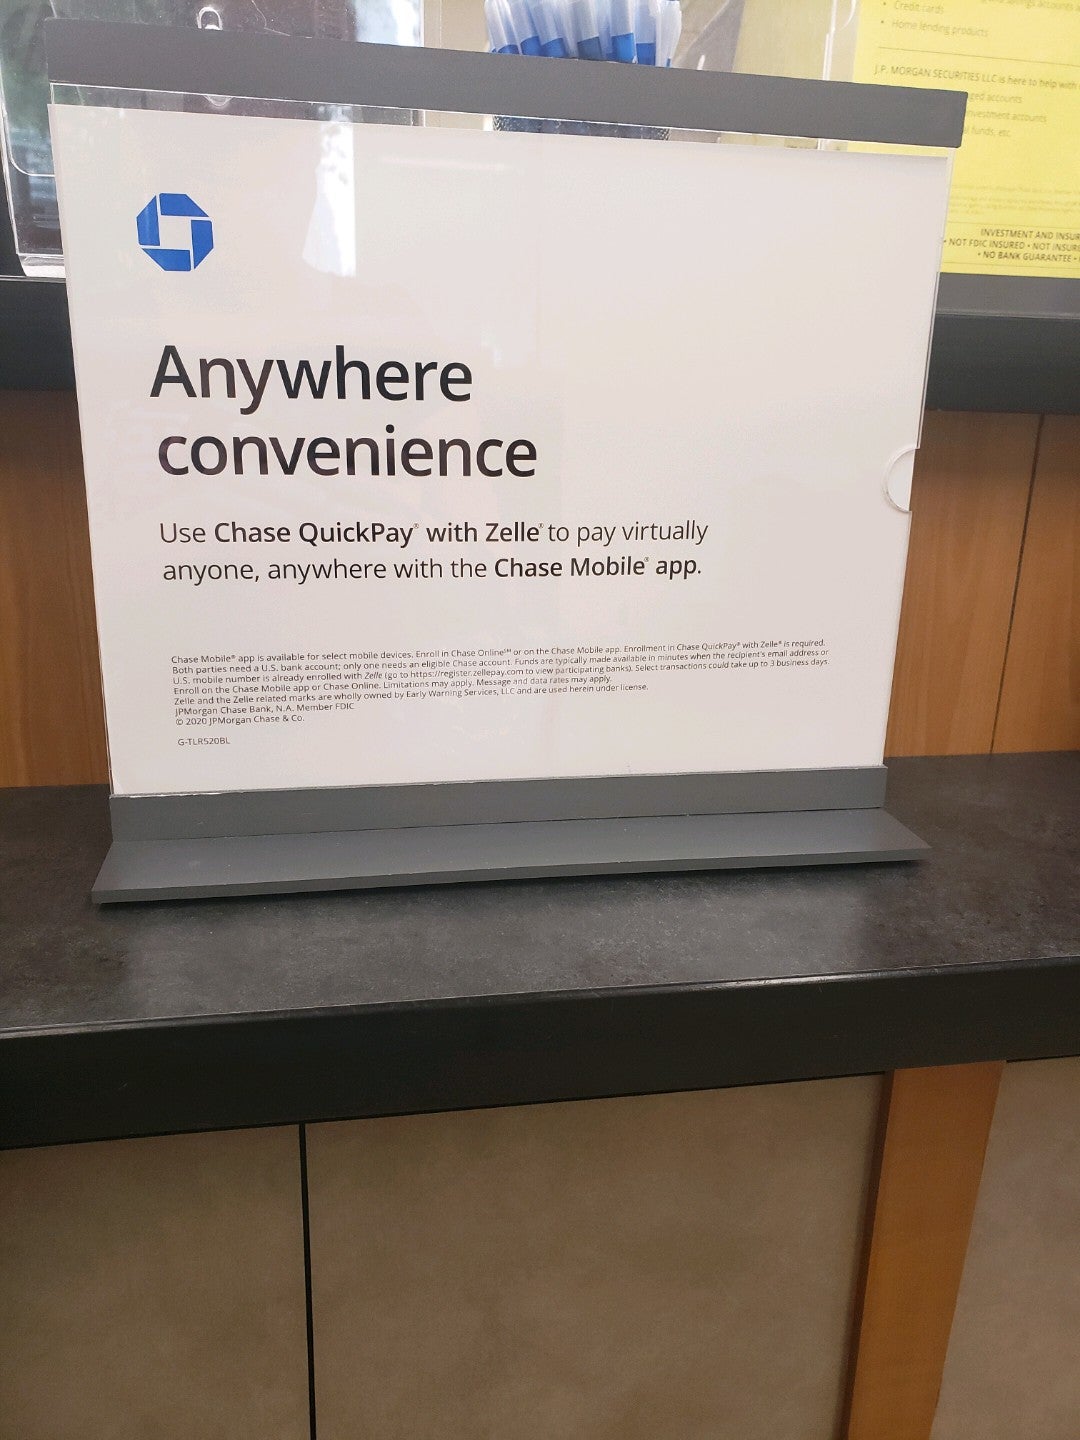 • Credit cards
• Home lending products
J.P. MORGAN SECURITIES LLC is here to help with
accounts
investment accounts
funds, etc.
INVESTMENT AND
• NOT FDIC INSURED • NOT
• NO BANK GUARANTEE •
Anywhere
convenience
Use Chase QuickPay® with Zelle® to pay virtually
anyone, anywhere with the Chase Mobile® app.
Chase Mobile® app is available for select mobile devices. Enroll in Chase Online℠ or on the Chase Mobile app. Enrollment in Chase QuickPay® with Zelle® is required.
Both parties need a U.S. bank account; only one needs an eligible Chase account. Funds are typically made available in minutes when the recipient's email address or
U.S. mobile number is already enrolled with Zelle (go to https://register.zellepay.com to view participating banks). Select transactions could take up to 3 business days.
Enroll on the Chase Mobile app or Chase Online. Limitations may apply. Message and data rates may apply.
Zelle and the Zelle related marks are wholly owned by Early Warning Services, LLC and are used herein under license.
JPMorgan Chase Bank, N.A. Member FDIC
© 2020 JPMorgan Chase & Co.
G-TLR520BL